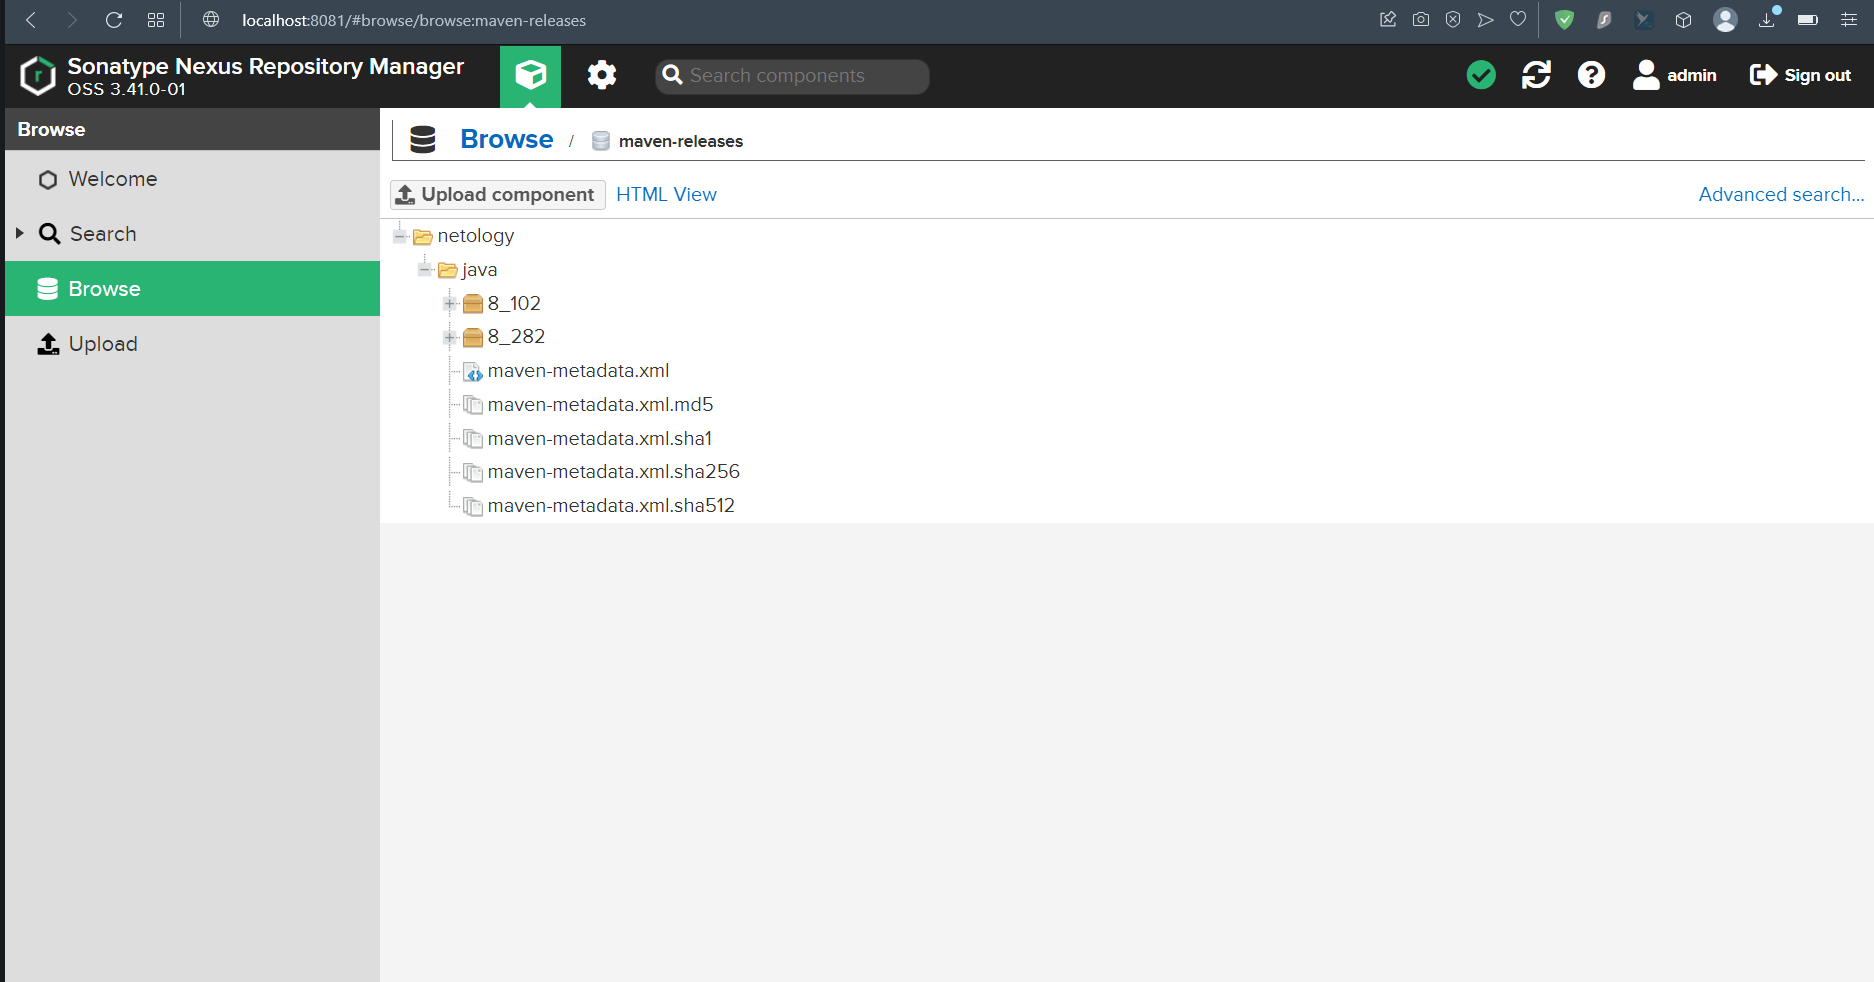 localhost:8081/#browse/browse:maven-releases
Sonatype Nexus Repository Manager
OSS 3.41.0-01
Search components
admin
Sign out
Browse
Welcome
Search
Browse
Upload
Browse / maven-releases
Upload component HTML View Advanced search...
netology
java
8_102
8_282
maven-metadata.xml
maven-metadata.xml.md5
maven-metadata.xml.sha1
maven-metadata.xml.sha256
maven-metadata.xml.sha512